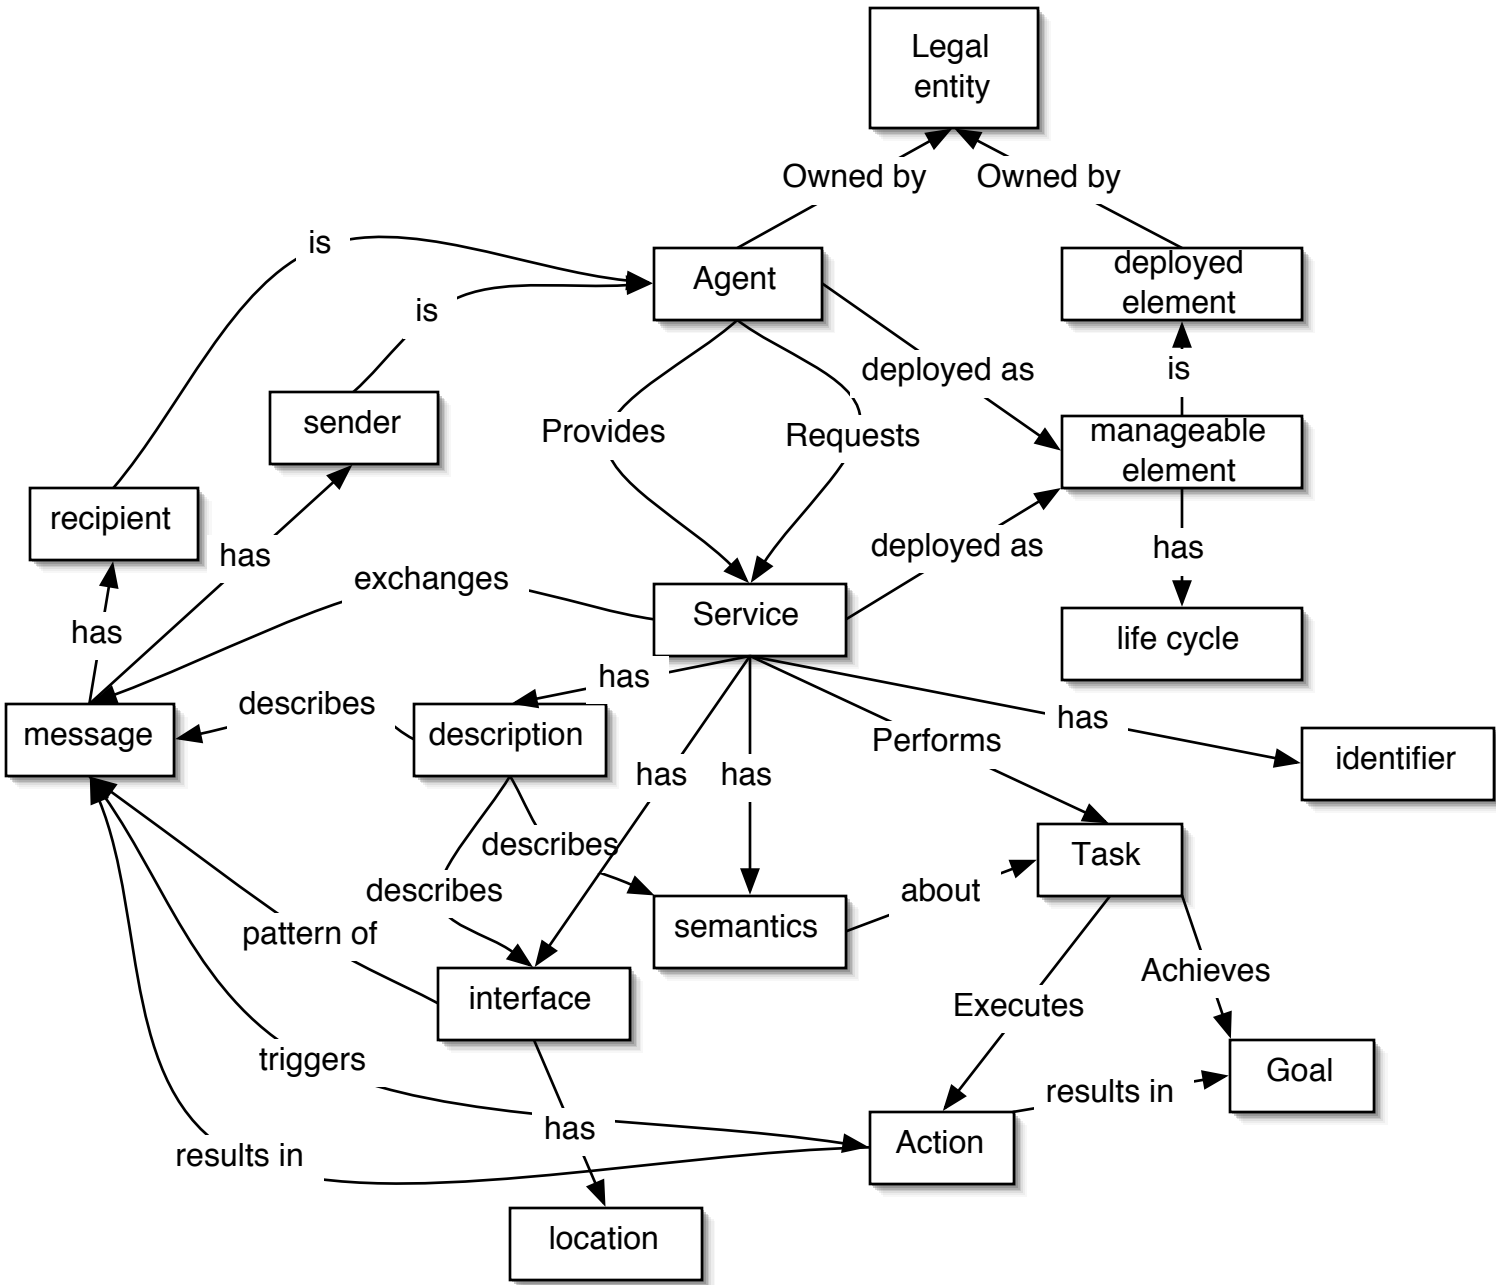 Legal
entity
Owned by
Owned by
is
Agent
deployed
element
is
deployed as
is
sender
Provides
Requests
manageable
element
recipient
has
deployed as
has
exchanges
Service
has
life cycle
has
describes
has
message
description
Performs
identifier
has
has
describes
Task
describes
about
pattern of
semantics
interface
Achieves
Executes
triggers
Goal
results in
has
Action
results in
location